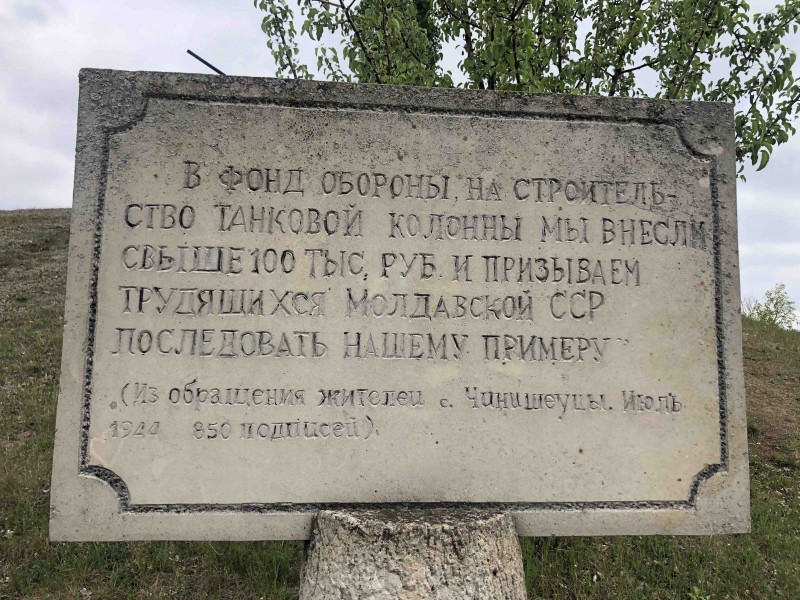 В ФОНД ОБОРОНЫ, НА СТРОИТЕЛЬ-
СТВО ТАНКОВОЙ КОЛОННЫ МЫ ВНЕСЛИ
СВЫШЕ 100 ТЫС. РУБ. И ПРИЗЫВАЕМ
ТРУДЯЩИХСЯ МОЛДАВСКОЙ ССР
ПОСЛЕДОВАТЬ НАШЕМУ ПРИМЕРУ"
(Из обращения жителей с. Чинишеуцы. Июль
1944 850 подписей)